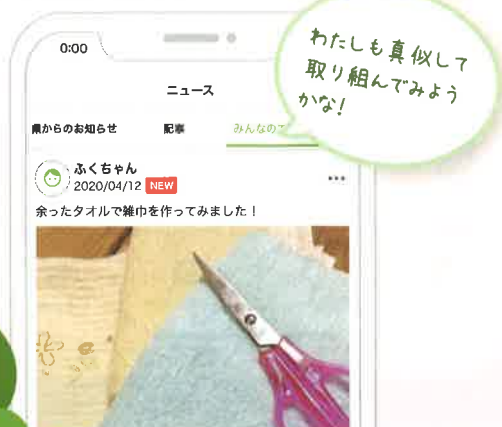 わたしも真似して
取り組んでみよう
かな!
0:00
ニュース
県からのお知らせ
みんなの
ふくちゃん
2020/04/12 NEW
余ったタオルで雑巾を作ってみました!